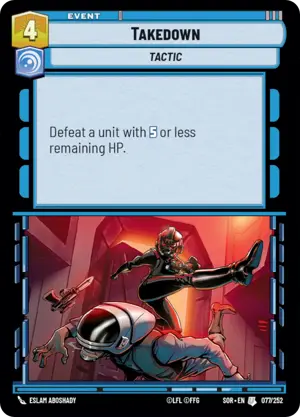 4
EVENT
TAKEDOWN
TACTIC
Defeat a unit with 5 or less
remaining HP.
ESLAM ABOSHADY
©LFL ©FFG
SOR • EN
077/252